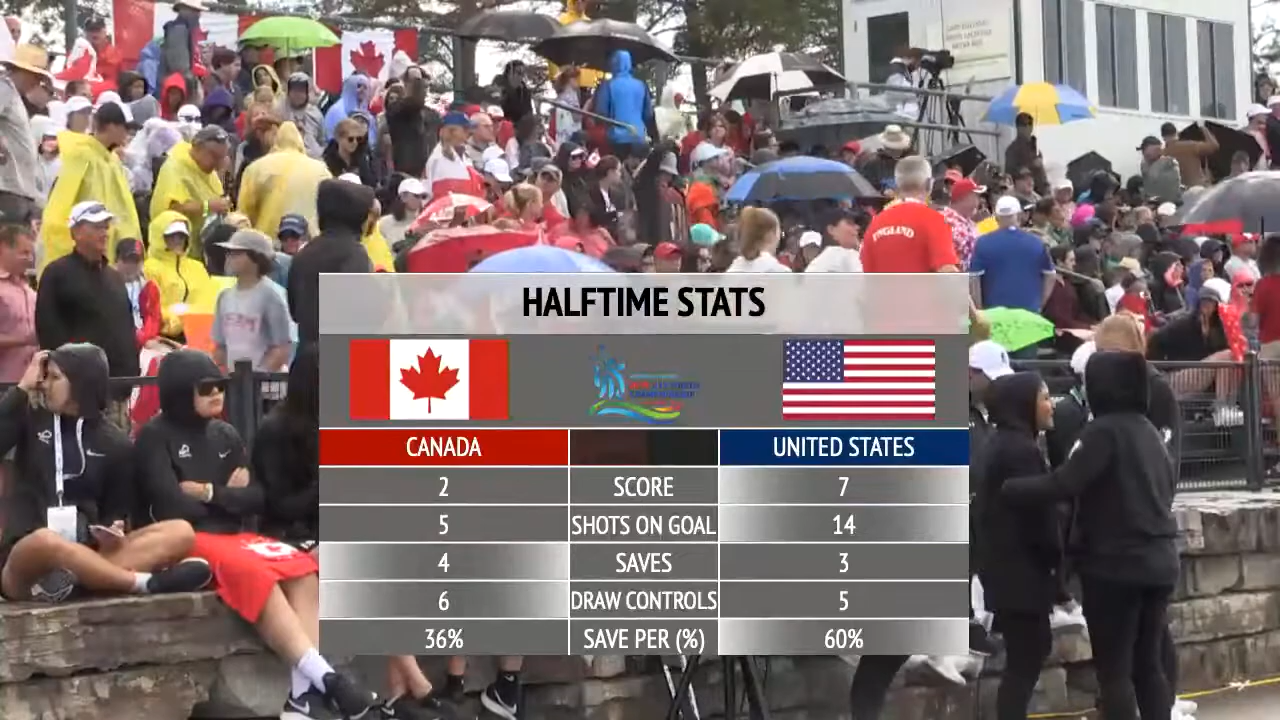 ENGLAND
HALFTIME STATS
CANADA UNITED STATES
2 SCORE 7
5 SHOTS ON GOAL 14
4 SAVES 3
6 DRAW CONTROLS 5
36% SAVE PER (%) 60%